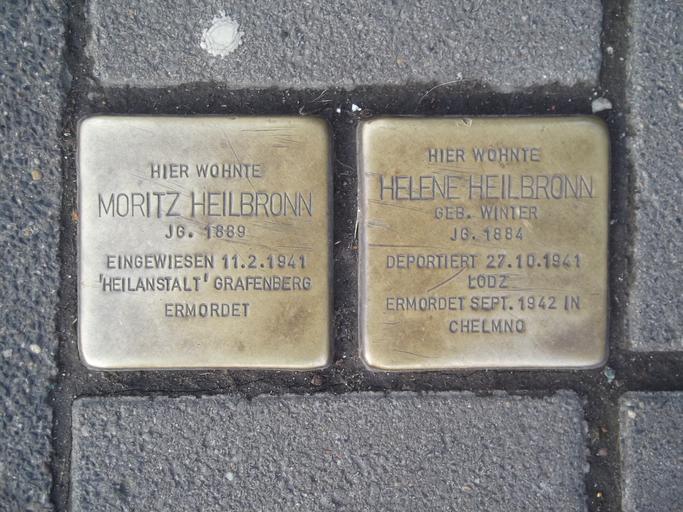 HIER WOHNTE
MORITZ HEILBRONN
JG. 1889
EINGEWIESEN 11.2.1941
'HEILANSTALT' GRAFENBERG
ERMORDET
HIER WOHNTE
HELENE HEILBRONN
GEB. WINTER
JG. 1884
DEPORTIERT 27.10.1941
ŁODZ
ERMORDET SEPT. 1942 IN
CHELMNO